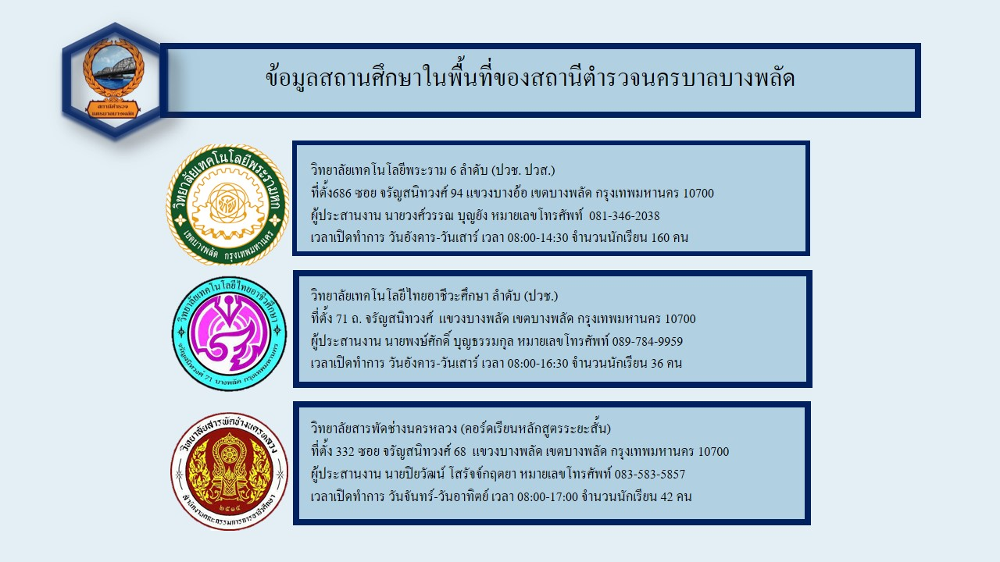 ข้อมูลสถานศึกษาในพื้นที่ของสถานีตำรวจนครบาลบางพลัด
สถานีตำรวจ
นครบาลบางพลัด
วิทยาลัยเทคโนโลยีพระรามหก
เขตบางพลัด กรุงเทพมหานคร
วิทยาลัยเทคโนโลยีพระราม 6 ลำดับ (ปวช. ปวส.)
ที่ตั้ง686 ซอย จรัญสนิทวงศ์ 94 แขวงบางอ้อ เขตบางพลัด กรุงเทพมหานคร 10700
ผู้ประสานงาน นายวงศ์วรรณ บุญยัง หมายเลขโทรศัพท์ 081-346-2038
เวลาเปิดทำการ วันอังคาร-วันเสาร์ เวลา 08:00-14:30 จำนวนนักเรียน 160 คน
วิทยาลัยเทคโนโลยีไทยอาชีวศึกษา
จรัญสนิทวงศ์ 71 บางพลัด กรุงเทพมหานคร
วิทยาลัยเทคโนโลยีไทยอาชีวะศึกษา ลำดับ (ปวช.)
ที่ตั้ง 71 ถ. จรัญสนิทวงศ์ แขวงบางพลัด เขตบางพลัด กรุงเทพมหานคร 10700
ผู้ประสานงาน นายพงษ์ศักดิ์ บุญธรรมกุล หมายเลขโทรศัพท์ 089-784-9959
เวลาเปิดทำการ วันอังคาร-วันเสาร์ เวลา 08:00-16:30 จำนวนนักเรียน 36 คน
วิทยาลัยสารพัดช่างนครหลวง
๒๕๑๕
สำนักงานคณะกรรมการการอาชีวศึกษา
วิทยาลัยสารพัดช่างนครหลวง (คอร์ดเรียนหลักสูตรระยะสั้น)
ที่ตั้ง 332 ซอย จรัญสนิทวงศ์ 68 แขวงบางพลัด เขตบางพลัด กรุงเทพมหานคร 10700
ผู้ประสานงาน นายปิยวัฒน์ โสรัจจ์กฤตยา หมายเลขโทรศัพท์ 083-583-5857
เวลาเปิดทำการ วันจันทร์-วันอาทิตย์ เวลา 08:00-17:00 จำนวนนักเรียน 42 คน